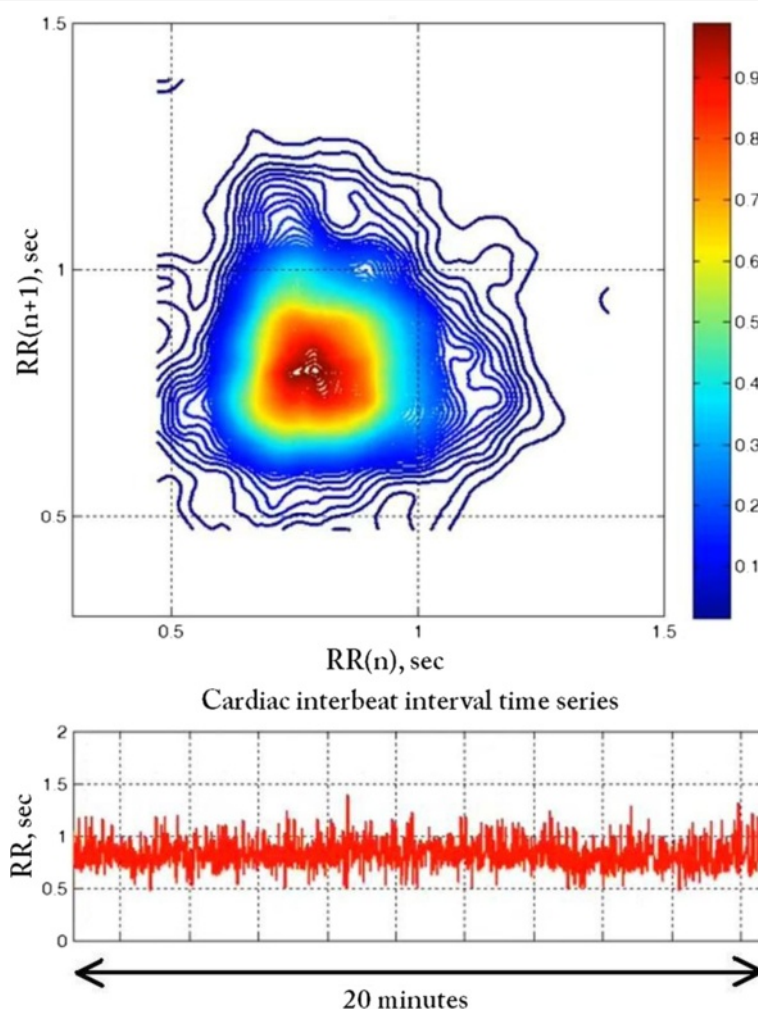 1.5
1
0.5
RR(n+1), sec
0.5 1 1.5
RR(n), sec
0.9
0.8
0.7
0.6
0.5
0.4
0.3
0.2
0.1
Cardiac interbeat interval time series
2
1.5
1
0.5
0
RR, sec
20 minutes